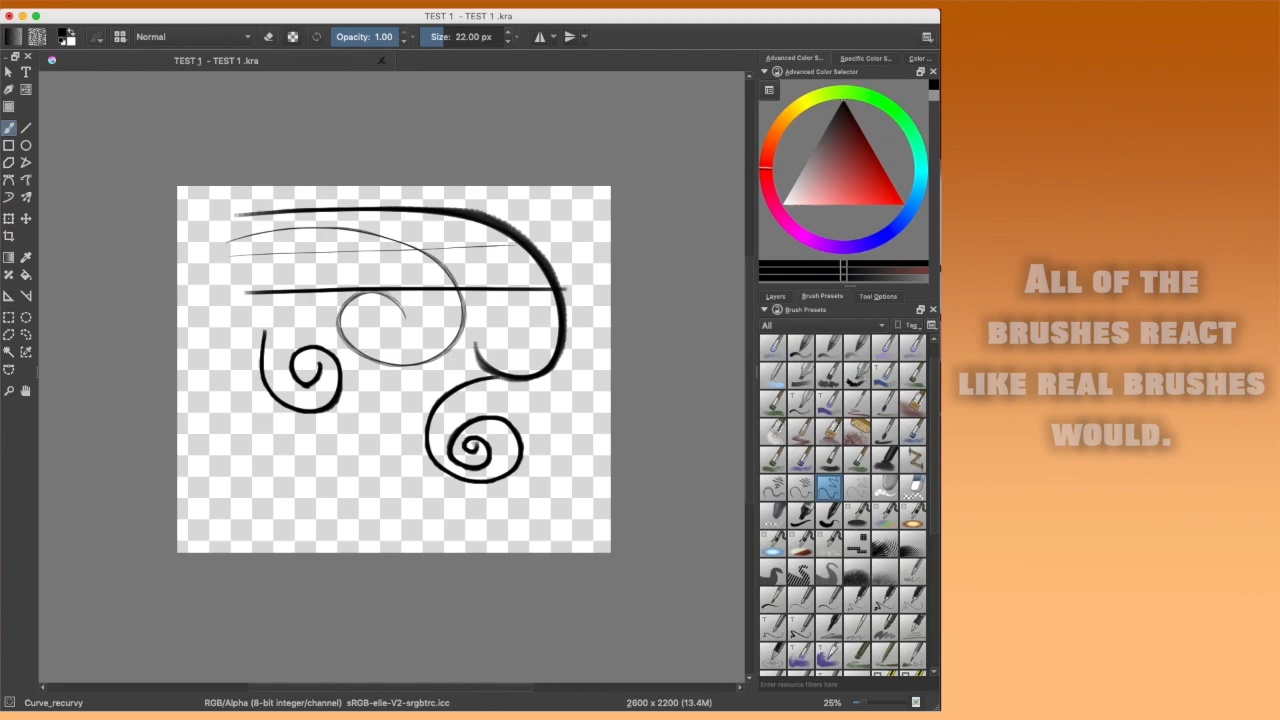 TEST 1 - TEST 1 .kra
Normal
Opacity: 1.00
Size: 22.00 px
TEST 1 - TEST 1 .kra
Advanced Color S...
Specific Color S...
Color ...
Advanced Color Selector
Layers
Brush Presets
Tool Options
Brush Presets
All
Tag
Enter resource filters here
Curve_recurvy
RGB/Alpha (8-bit integer/channel) sRGB-elle-V2-srgbtrc.icc
2600 x 2200 (13.4M)
25%
All of the
brushes react
like real brushes
would.